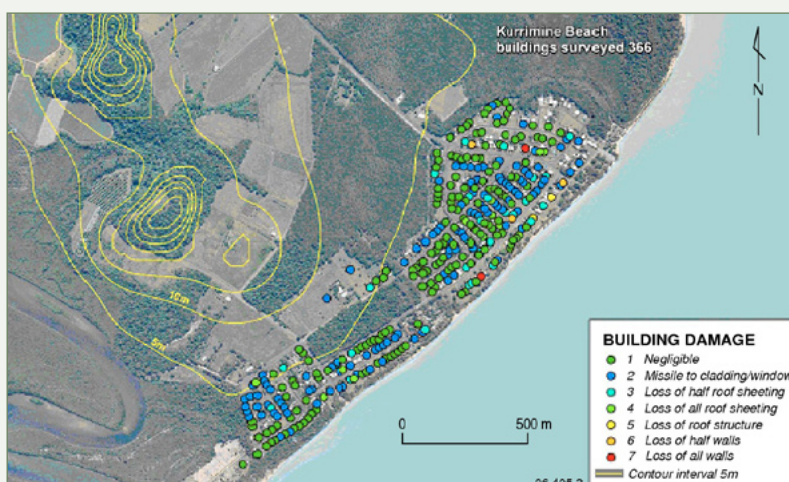 Kurrimine Beach
buildings surveyed 366
N
10m
5m
0 500 m
BUILDING DAMAGE
1 Negligible
2 Missile to cladding/window
3 Loss of half roof sheeting
4 Loss of all roof sheeting
5 Loss of roof structure
6 Loss of half walls
7 Loss of all walls
Contour interval 5m